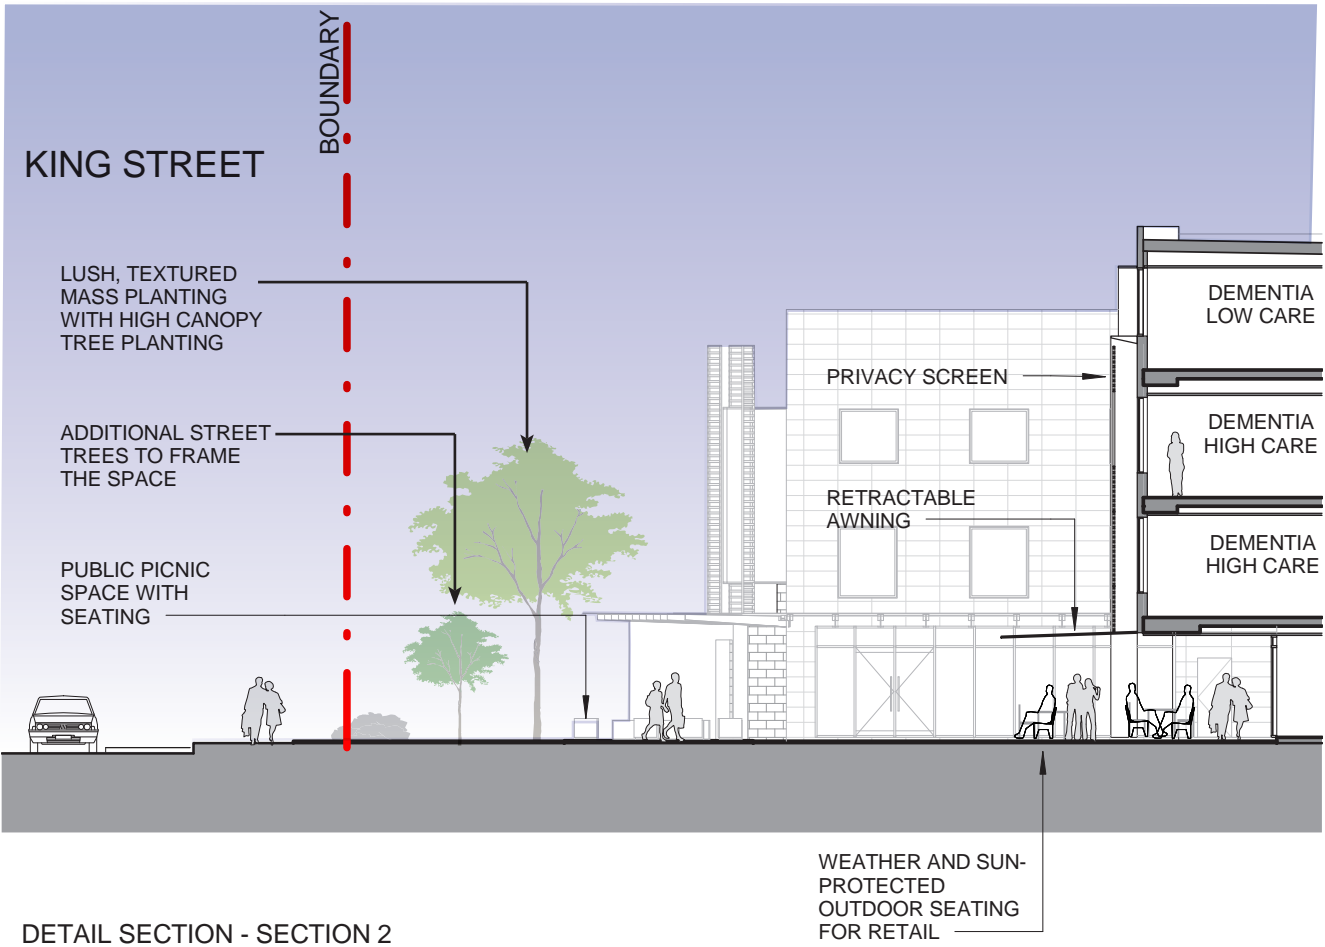 BOUNDARY
KING STREET
LUSH, TEXTURED
MASS PLANTING
WITH HIGH CANOPY
TREE PLANTING
ADDITIONAL STREET
TREES TO FRAME
THE SPACE
PUBLIC PICNIC
SPACE WITH
SEATING
PRIVACY SCREEN
RETRACTABLE
AWNING
DEMENTIA
LOW CARE
DEMENTIA
HIGH CARE
DEMENTIA
HIGH CARE
WEATHER AND SUN-
PROTECTED
OUTDOOR SEATING
FOR RETAIL
DETAIL SECTION - SECTION 2